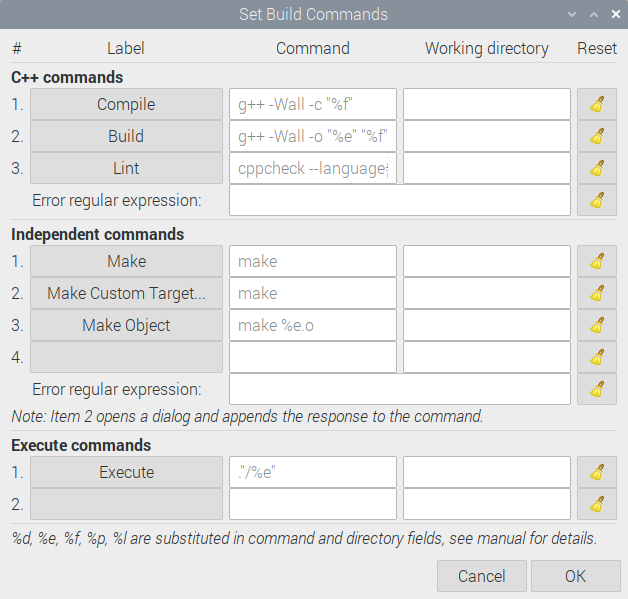 Set Build Commands
# Label Command Working directory Reset
C++ commands
1. Compile g++ -Wall -c "%f"
2. Build g++ -Wall -o "%e" "%f"
3. Lint cppcheck --language
Error regular expression:
Independent commands
1. Make make
2. Make Custom Target... make
3. Make Object make %e.o
4.
Error regular expression:
Note: Item 2 opens a dialog and appends the response to the command.
Execute commands
1. Execute "./%e"
2.
%d, %e, %f, %p, %l are substituted in command and directory fields, see manual for details.
Cancel OK